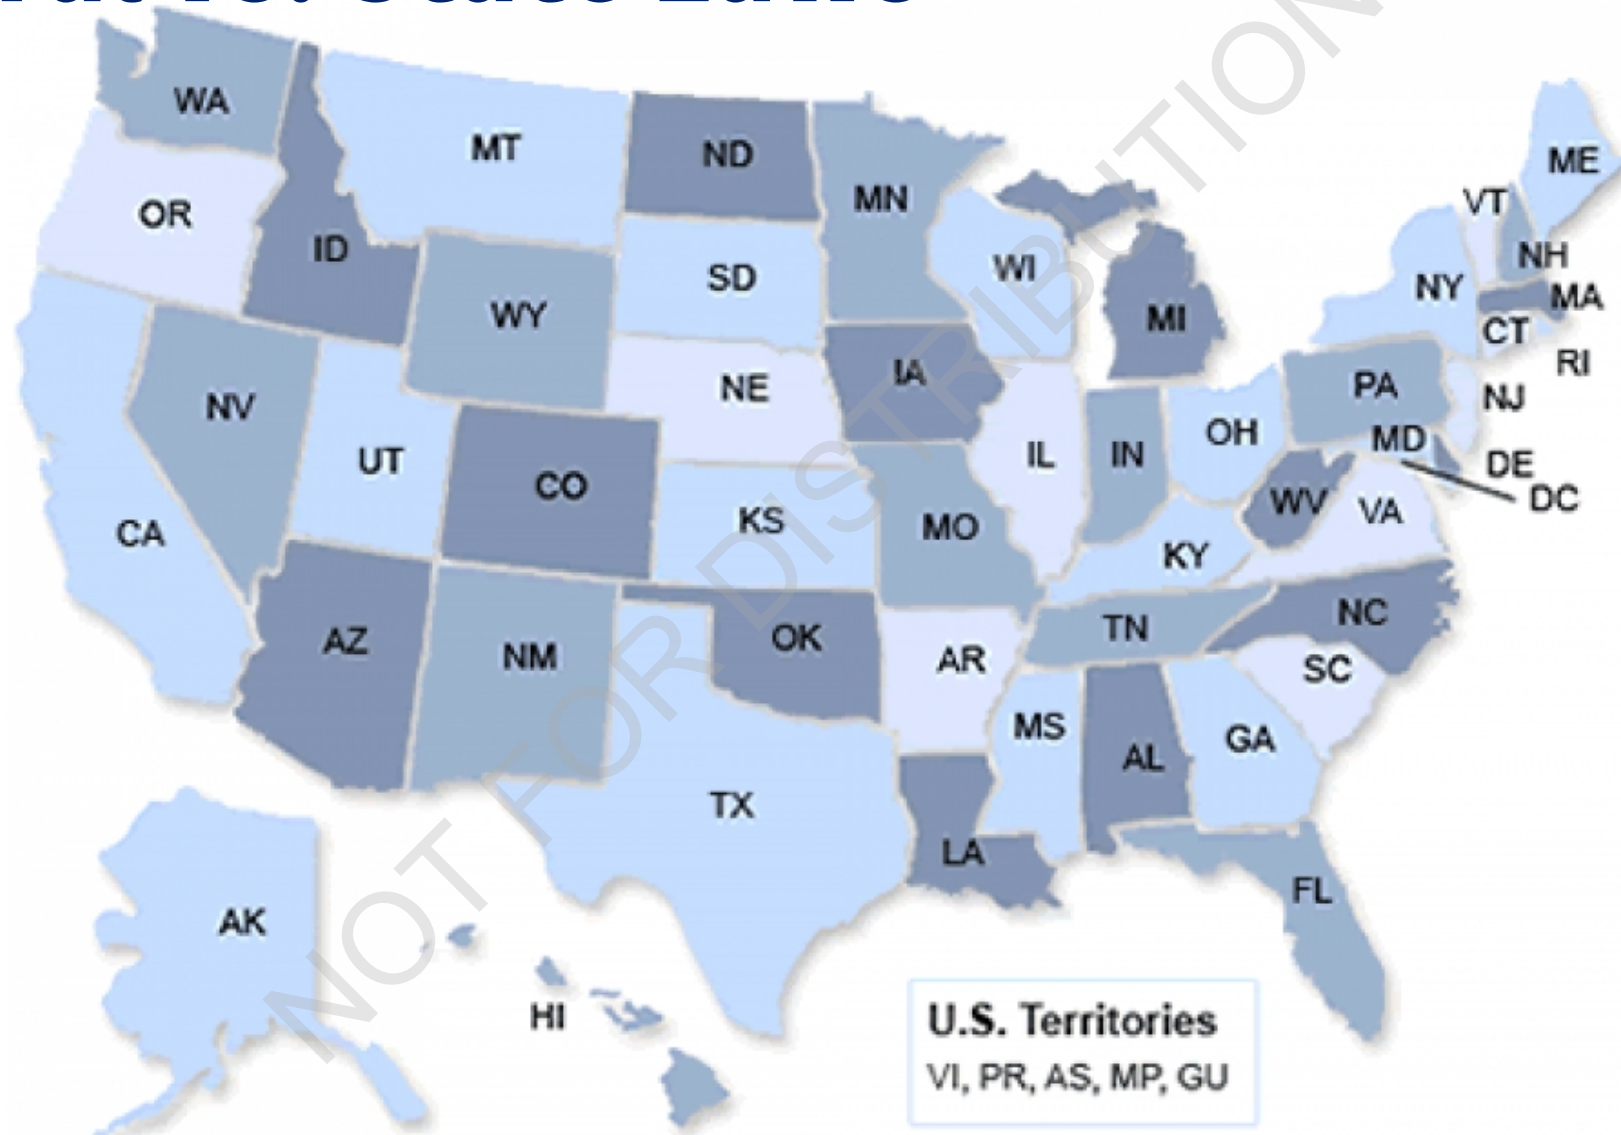 State Laws
WA
MT
ND
MN
ME
VT
OR
ID
SD
WI
NH
NY
MA
WY
MI
CT
RI
IA
NE
PA
NJ
NV
OH
MD
UT
IL
IN
DE
CO
WV
DC
KS
VA
CA
MO
KY
NC
TN
AZ
OK
NM
AR
SC
MS
GA
AL
TX
LA
FL
AK
HI
U.S. Territories
VI, PR, AS, MP, GU
NOT FOR DISTRIBUTION